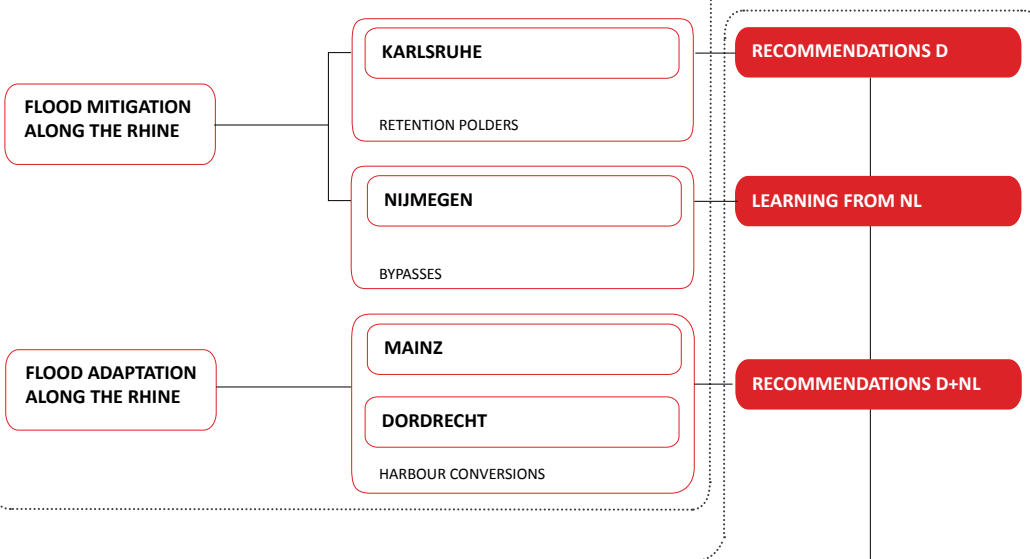 FLOOD MITIGATION
ALONG THE RHINE
KARLSRUHE
RETENTION POLDERS
RECOMMENDATIONS D
NIJMEGEN
BYPASSES
LEARNING FROM NL
FLOOD ADAPTATION
ALONG THE RHINE
MAINZ
DORDRECHT
HARBOUR CONVERSIONS
RECOMMENDATIONS D+NL